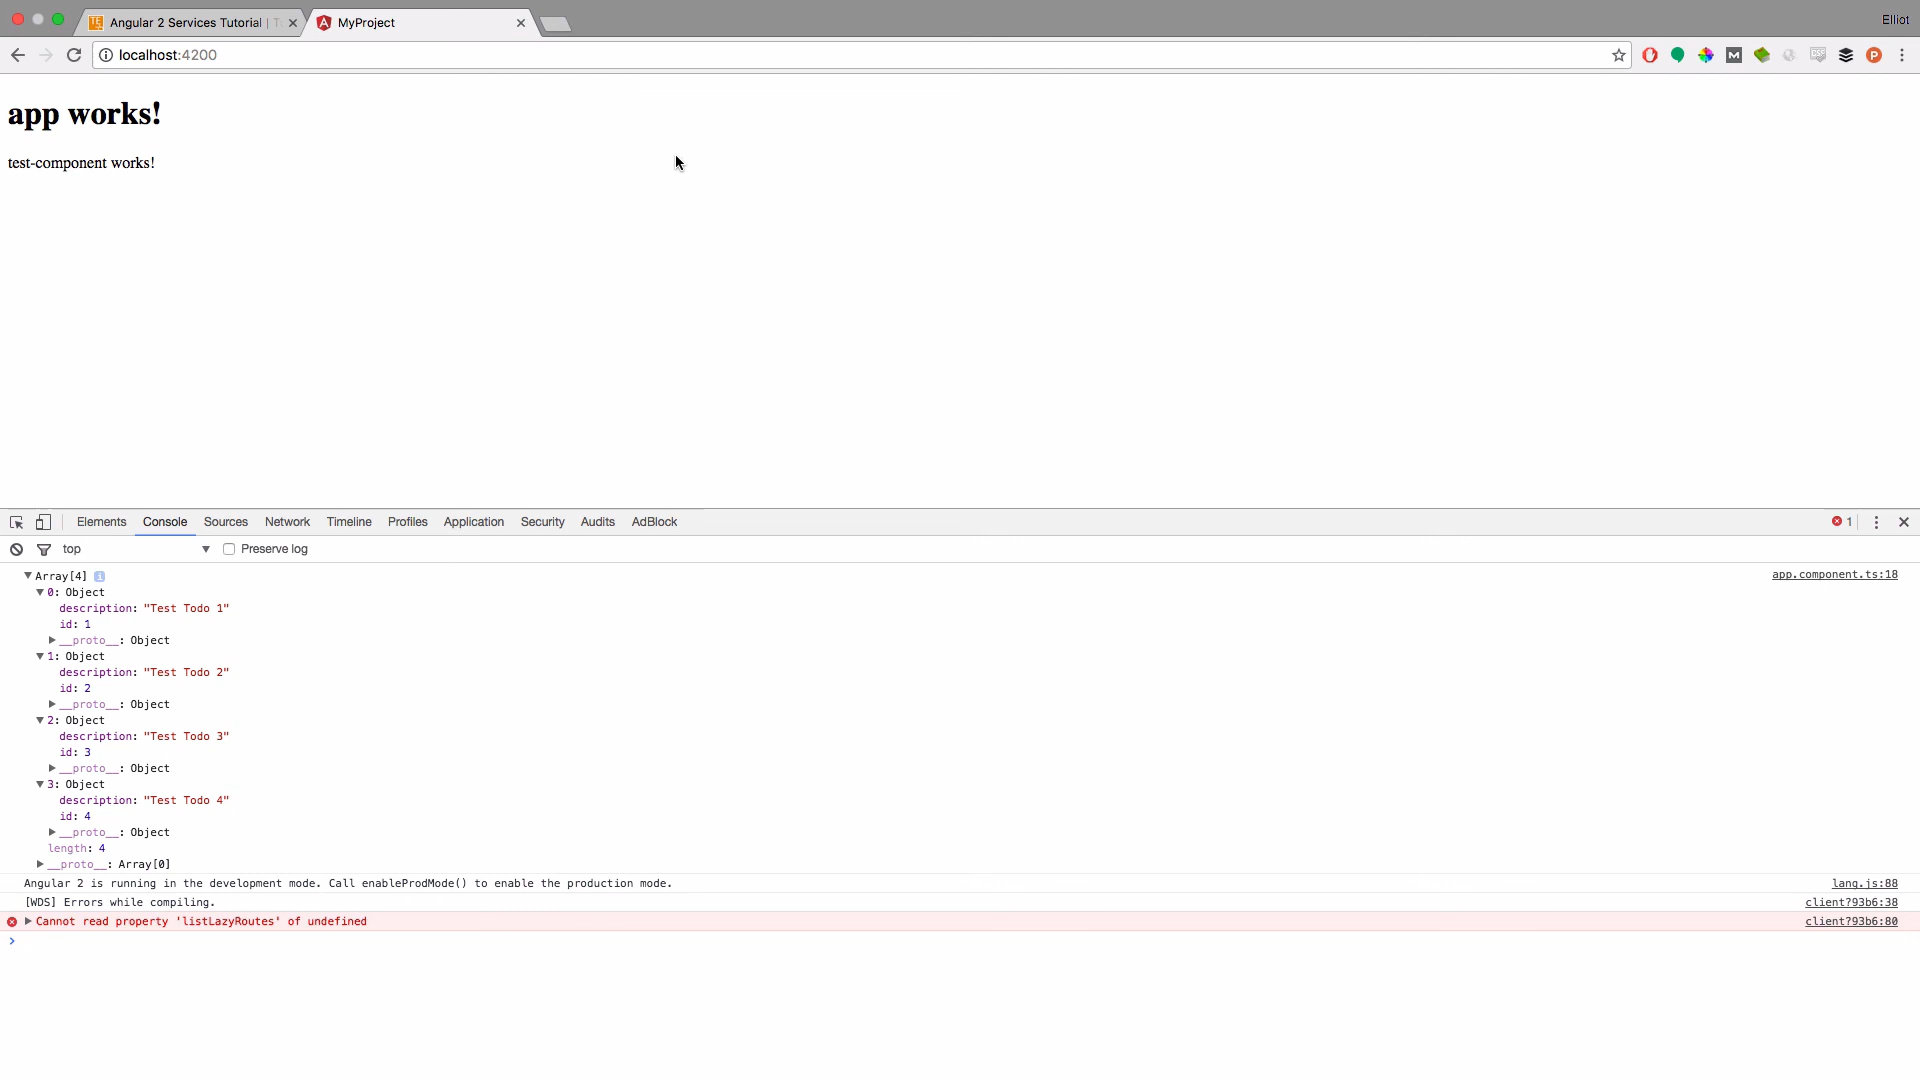 Angular 2 Services Tutorial | T
MyProject
Elliot
localhost:4200
app works!
test-component works!
Elements Console Sources Network Timeline Profiles Application Security Audits AdBlock 1
top Preserve log
Array[4] i app.component.ts:18
0: Object
description: "Test Todo 1"
id: 1
__proto__: Object
1: Object
description: "Test Todo 2"
id: 2
__proto__: Object
2: Object
description: "Test Todo 3"
id: 3
__proto__: Object
3: Object
description: "Test Todo 4"
id: 4
__proto__: Object
length: 4
__proto__: Array[0]
Angular 2 is running in the development mode. Call enableProdMode() to enable the production mode. lang.js:88
[WDS] Errors while compiling. client?93b6:38
Cannot read property 'listLazyRoutes' of undefined client?93b6:80